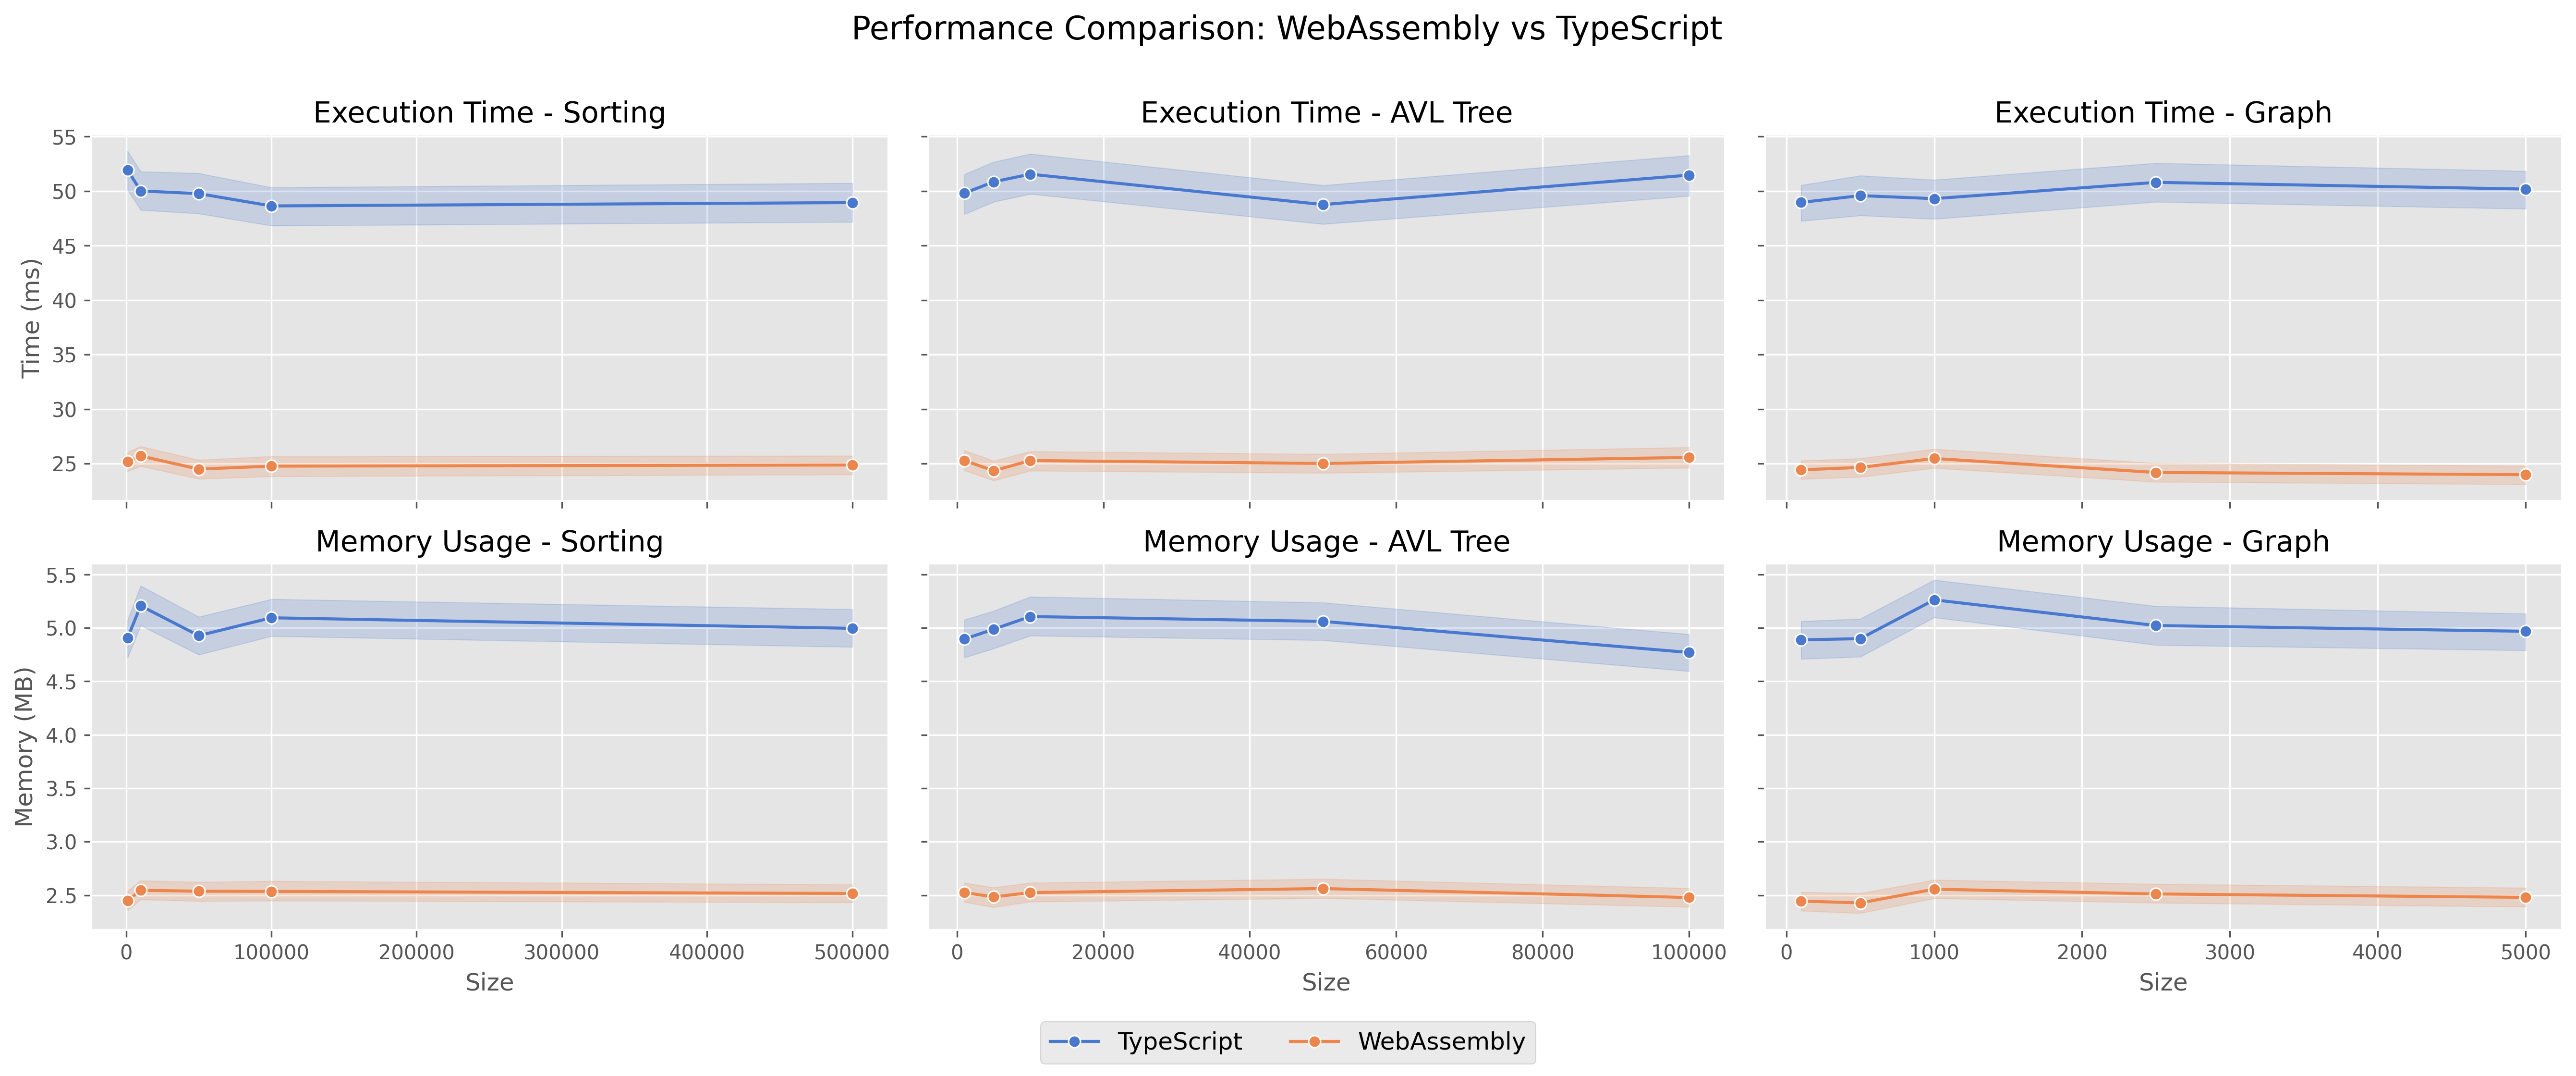 Performance Comparison: WebAssembly vs TypeScript
Execution Time - Sorting
Execution Time - AVL Tree
Execution Time - Graph
Time (ms)
55
50
45
40
35
30
25
Memory Usage - Sorting
Memory Usage - AVL Tree
Memory Usage - Graph
Memory (MB)
5.5
5.0
4.5
4.0
3.5
3.0
2.5
0 100000 200000 300000 400000 500000
0 20000 40000 60000 80000 100000
0 1000 2000 3000 4000 5000
Size
Size
Size
TypeScript WebAssembly